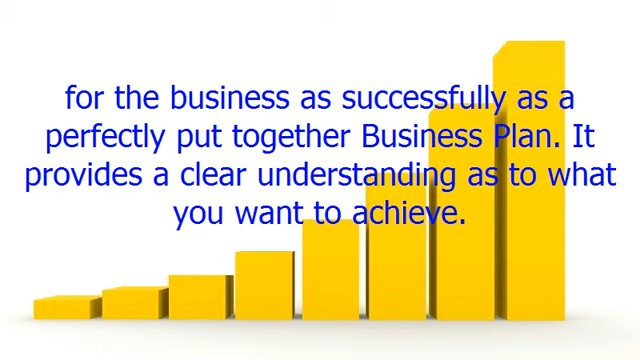 for the business as successfully as a
perfectly put together Business Plan. It
provides a clear understanding as to what
you want to achieve.